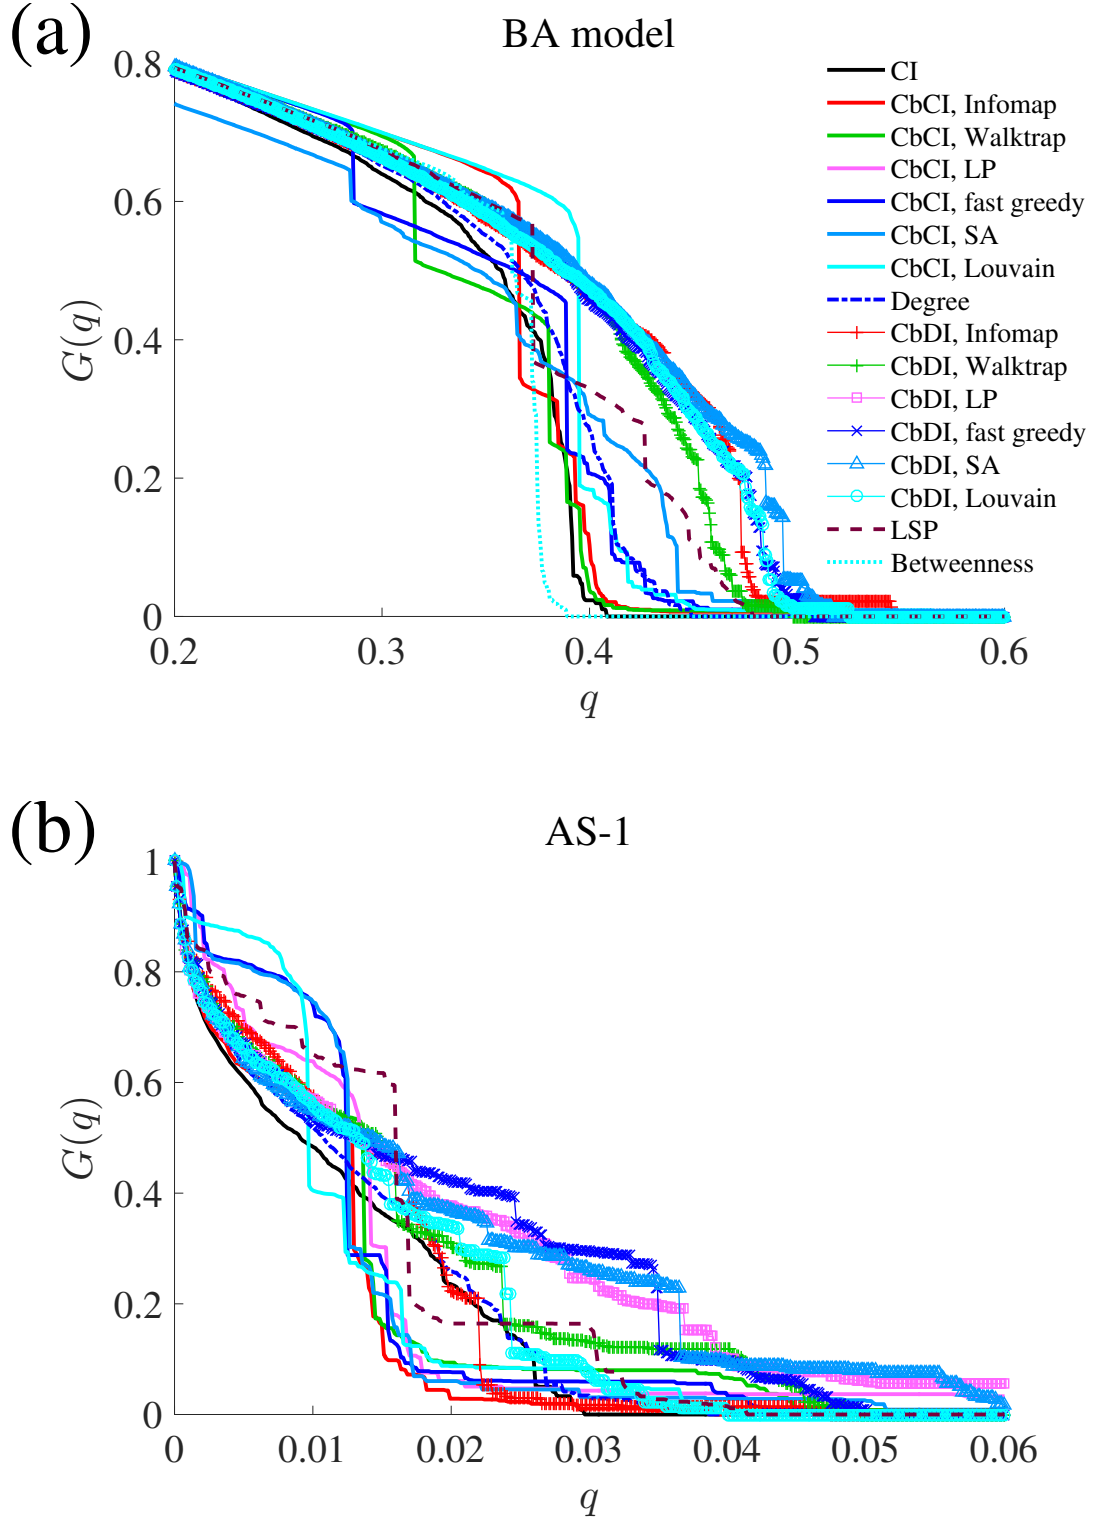 (a)
BA model
0.8
0.6
0.4
0.2
0
G(q)
0.2 0.3 0.4 0.5 0.6
q
CI
CbCI, Infomap
CbCI, Walktrap
CbCI, LP
CbCI, fast greedy
CbCI, SA
CbCI, Louvain
Degree
CbDI, Infomap
CbDI, Walktrap
CbDI, LP
CbDI, fast greedy
CbDI, SA
CbDI, Louvain
LSP
Betweenness
(b)
AS-1
1
0.8
0.6
0.4
0.2
0
G(q)
0 0.01 0.02 0.03 0.04 0.05 0.06
q